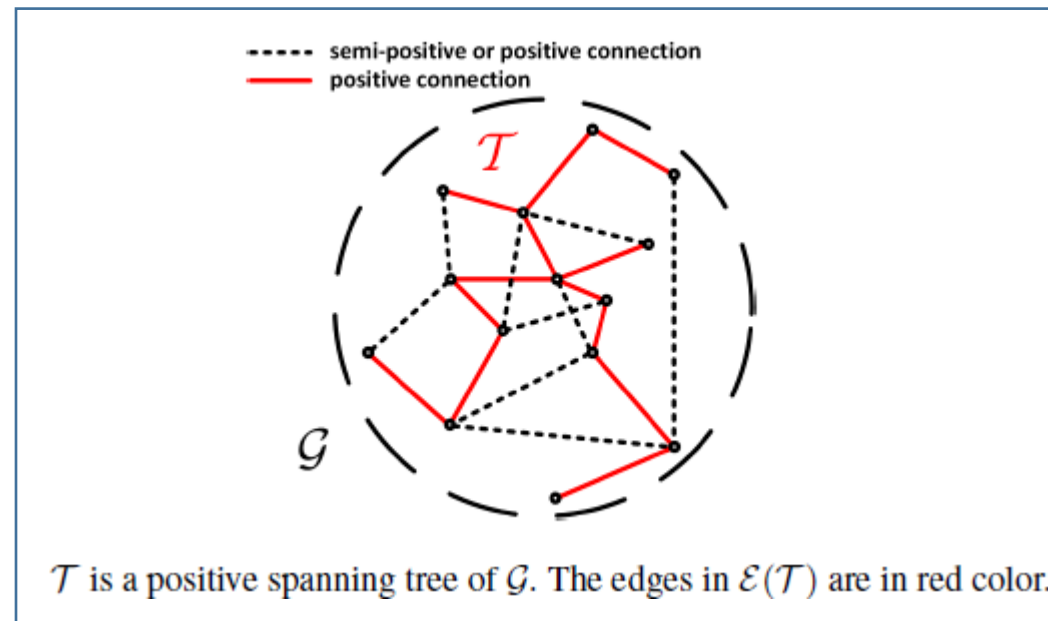 semi-positive or positive connection
positive connection
𝒯
𝒢
𝒯 is a positive spanning tree of 𝒢. The edges in ℰ(𝒯) are in red color.